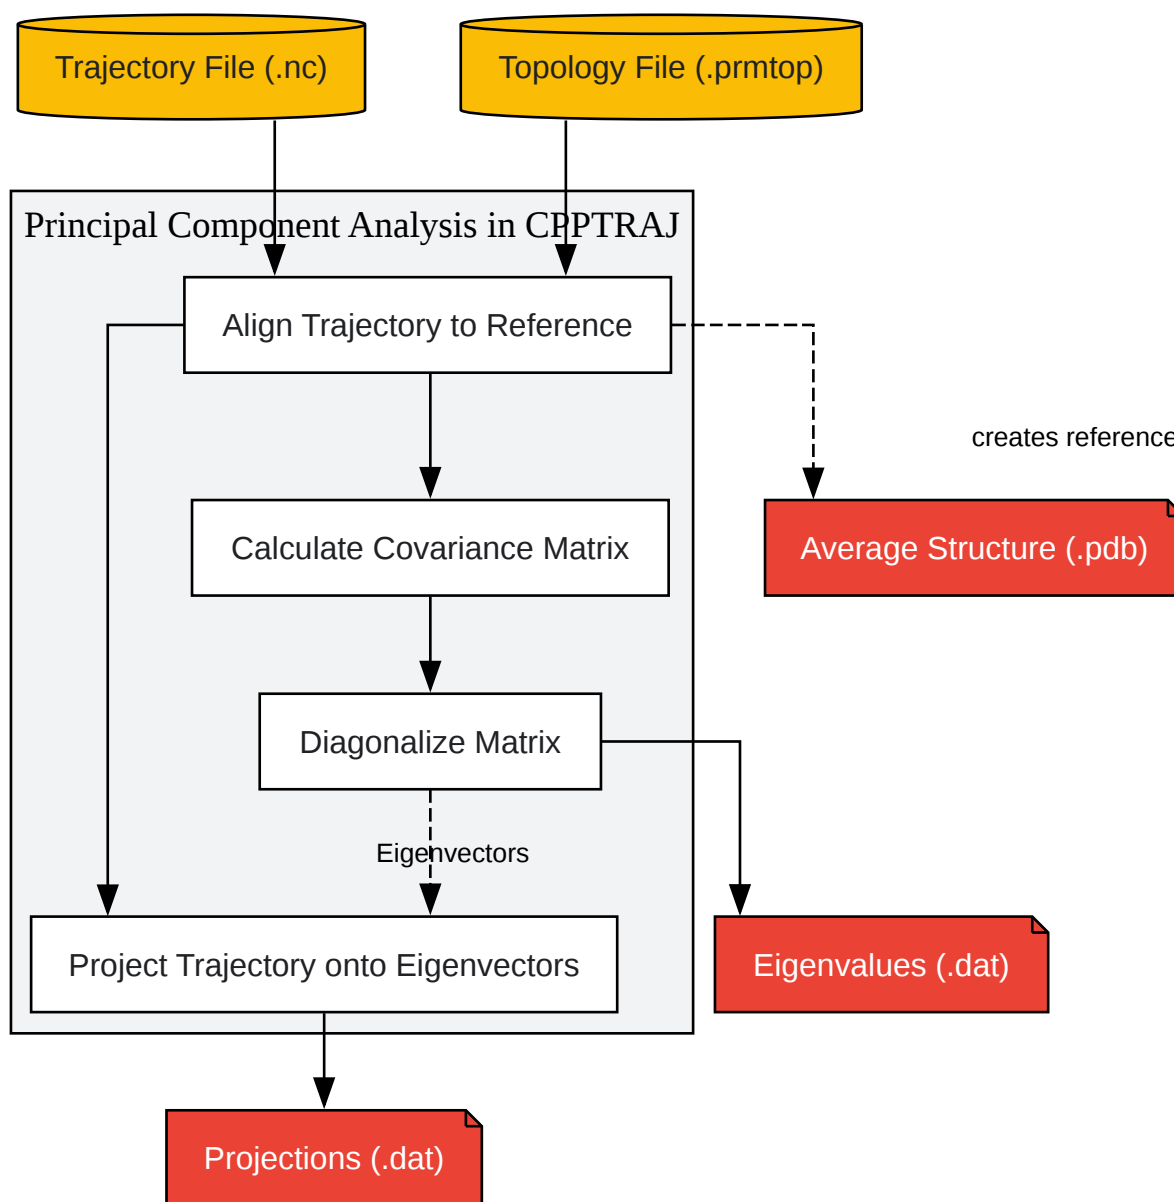 Trajectory File (.nc)
Topology File (.prmtop)
Principal Component Analysis in CPPTRAJ
Align Trajectory to Reference
creates reference
Calculate Covariance Matrix
Average Structure (.pdb)
Diagonalize Matrix
Eigenvectors
Project Trajectory onto Eigenvectors
Eigenvalues (.dat)
Projections (.dat)